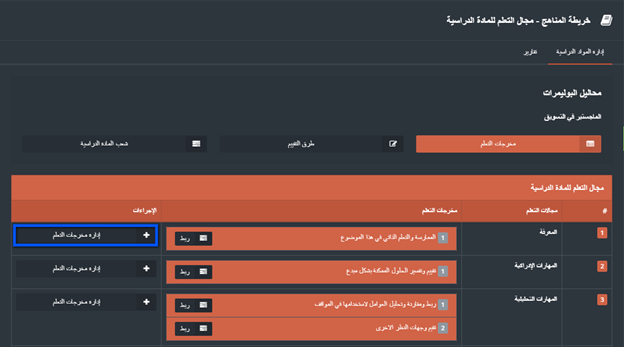 خريطة المناهج - مجال التعلم للمادة الدراسية
إدارة المواد الدراسية
تقارير
محاليل البوليمرات
الماجستير في التسويق
مخرجات التعلم
طرق التقييم
شعب المادة الدراسية
مجال التعلم للمادة الدراسية
# مجالات التعلم مخرجات التعلم الإجراءات
1 المعرفة 1 الممارسة والتعلم الذاتي في هذا الموضوع ربط إدارة مخرجات التعلم
2 المهارات الإدراكية 1 تقييم وتفسير الحلول الممكنة بشكل مبدع ربط إدارة مخرجات التعلم
3 المهارات التحليلية 1 ربط ومقارنة وتحليل العوامل لاستخدامها في المواقف ربط إدارة مخرجات التعلم
2 تقييم وجهات النظر الاخرى ربط